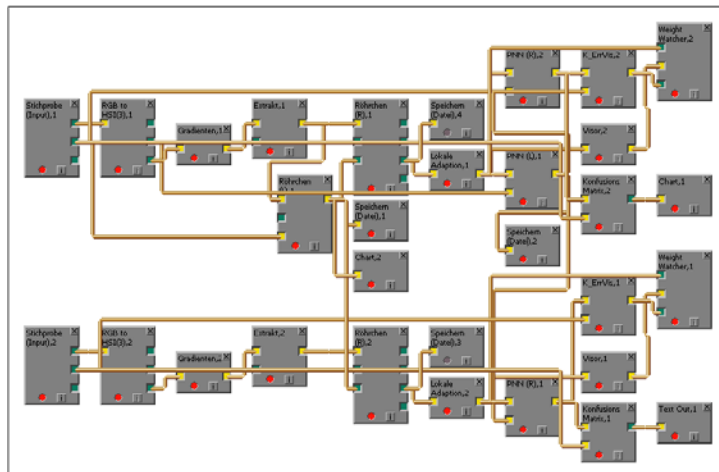 PNN (R),2
K_ErrVis,2
Weight
Watcher,2
Stichprobe
(Input),1
RGB to
HSI(3),1
Gradienten,1
Extrakt,1
Röhrchen
(R),1
Speichern
(Datei),4
Lokale
Adaption,1
PNN (L),1
Visor,2
Konfusions
Matrix,2
Chart,1
Röhrchen
Speichern
(Datei),1
Speichern
(Datei),2
Chart,2
K_ErrVis,1
Weight
Watcher,1
Stichprobe
(Input),2
RGB to
HSI(3),2
Gradienten,2
Extrakt,2
Röhrchen
(R),2
Speichern
(Datei),3
Lokale
Adaption,2
PNN (R),1
Visor,1
Konfusions
Matrix,1
Text Out,1